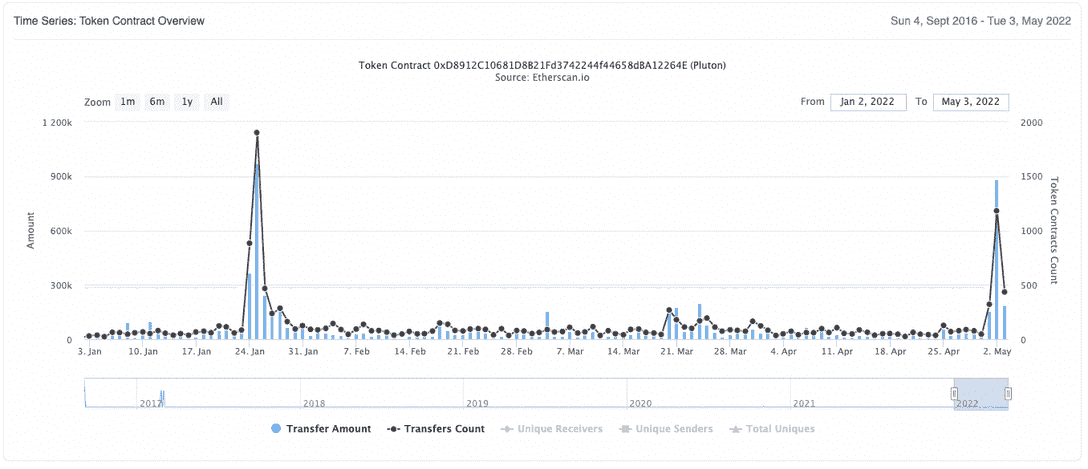 Time Series: Token Contract Overview
Sun 4, Sept 2016 - Tue 3, May 2022
Token Contract 0xD8912C10681D8B21Fd3742244f44658dBA12264E (Pluton)
Source: Etherscan.io
Zoom 1m 6m 1y All
From Jan 2, 2022 To May 3, 2022
1 200k 2000
900k 1500
600k 1000
300k 500
0 0
Amount
Token Contracts Count
3. Jan 10. Jan 17. Jan 24. Jan 31. Jan 7. Feb 14. Feb 21. Feb 28. Feb 7. Mar 14. Mar 21. Mar 28. Mar 4. Apr 11. Apr 18. Apr 25. Apr 2. May
2017 2018 2019 2020 2021 2022
Transfer Amount Transfers Count Unique Receivers Unique Senders Total Uniques